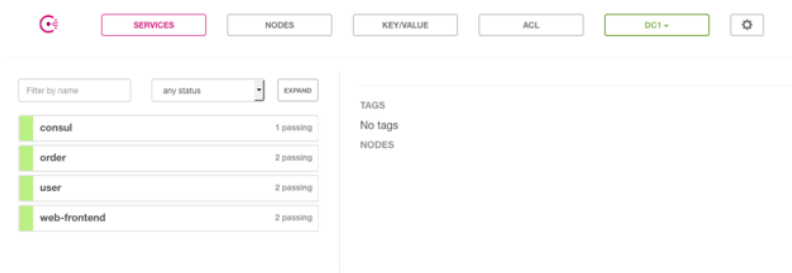 SERVICES NODES KEY/VALUE ACL DC1
Filter by name any status EXPAND
consul 1 passing
order 2 passing
user 2 passing
web-frontend 2 passing
TAGS
No tags
NODES